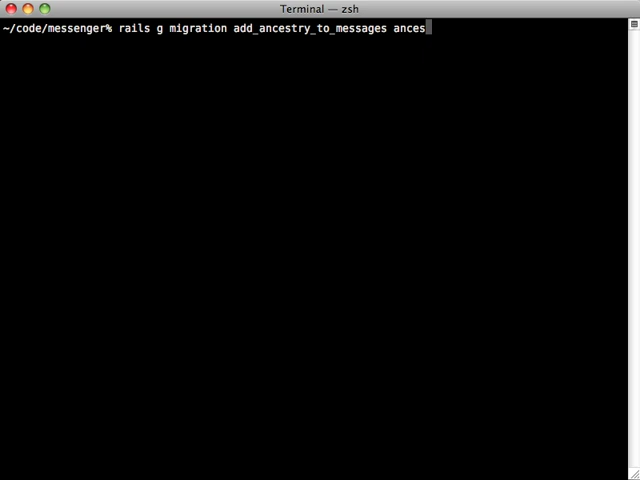 Terminal — zsh
~/code/messenger% rails g migration add_ancestry_to_messages ances